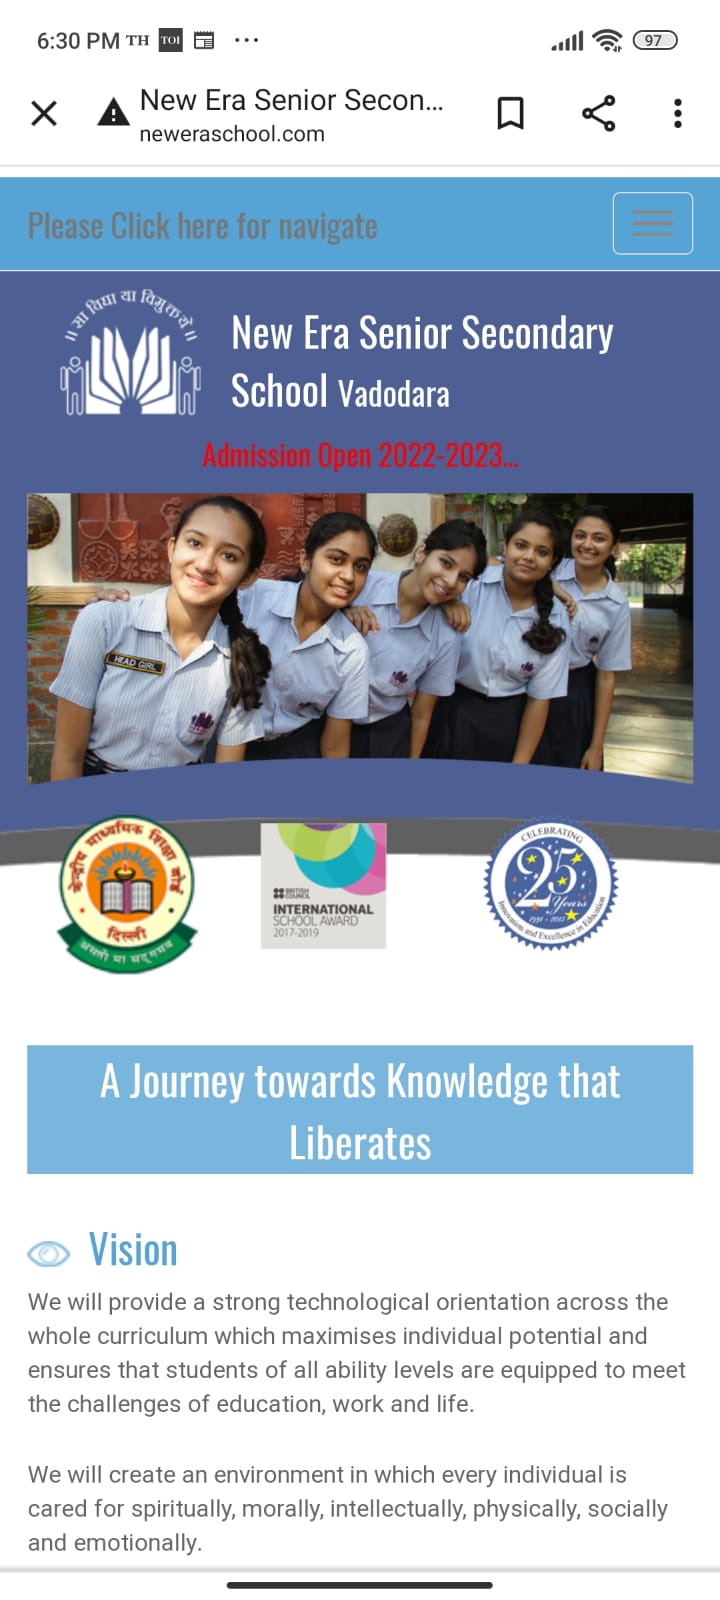 6:30 PM TH TOI ...
97
New Era Senior Secon...
neweraschool.com
Please Click here for navigate
॥ सा विद्या या विमुक्तये ॥
New Era Senior Secondary
School Vadodara
Admission Open 2022-2023...
HEAD GIRL
केन्द्रीय माध्यमिक शिक्षा बोर्ड
दिल्ली
असतो मा सद् गमय
BRITISH
COUNCIL
INTERNATIONAL
SCHOOL AWARD
2017-2019
CELEBRATING
25
Years
Innovation and Excellence in Education
A Journey towards Knowledge that
Liberates
Vision
We will provide a strong technological orientation across the
whole curriculum which maximises individual potential and
ensures that students of all ability levels are equipped to meet
the challenges of education, work and life.
We will create an environment in which every individual is
cared for spiritually, morally, intellectually, physically, socially
and emotionally.